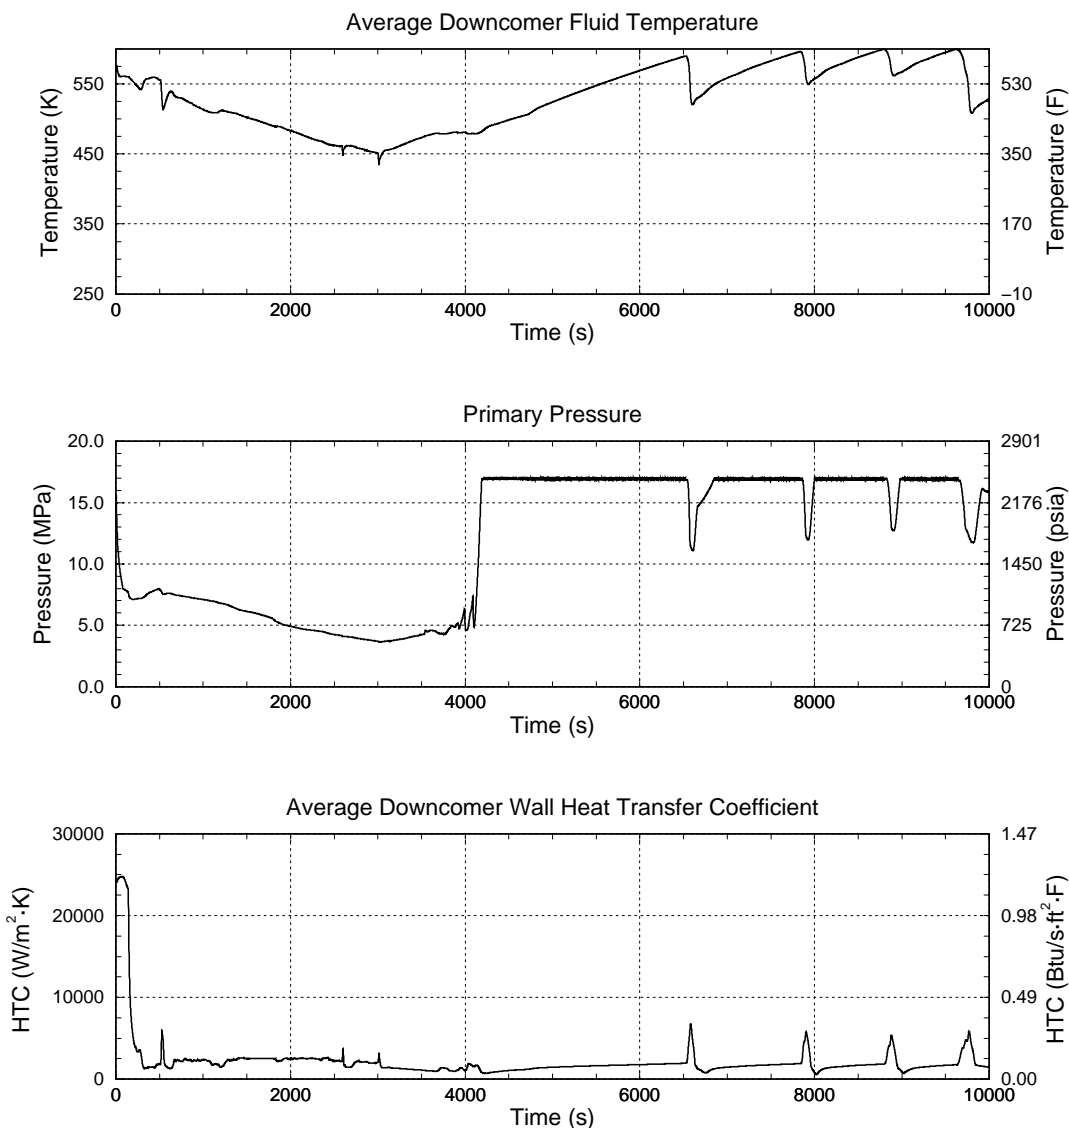 Average Downcomer Fluid Temperature
Temperature (K)
550
450
350
250
530
350
170
−10
Temperature (F)
0 2000 4000 6000 8000 10000
Time (s)
Primary Pressure
Pressure (MPa)
20.0
15.0
10.0
5.0
0.0
2901
2176
1450
725
0
Pressure (psia)
0 2000 4000 6000 8000 10000
Time (s)
Average Downcomer Wall Heat Transfer Coefficient
HTC (W/m²·K)
30000
20000
10000
0
1.47
0.98
0.49
0.00
HTC (Btu/s·ft²·F)
0 2000 4000 6000 8000 10000
Time (s)